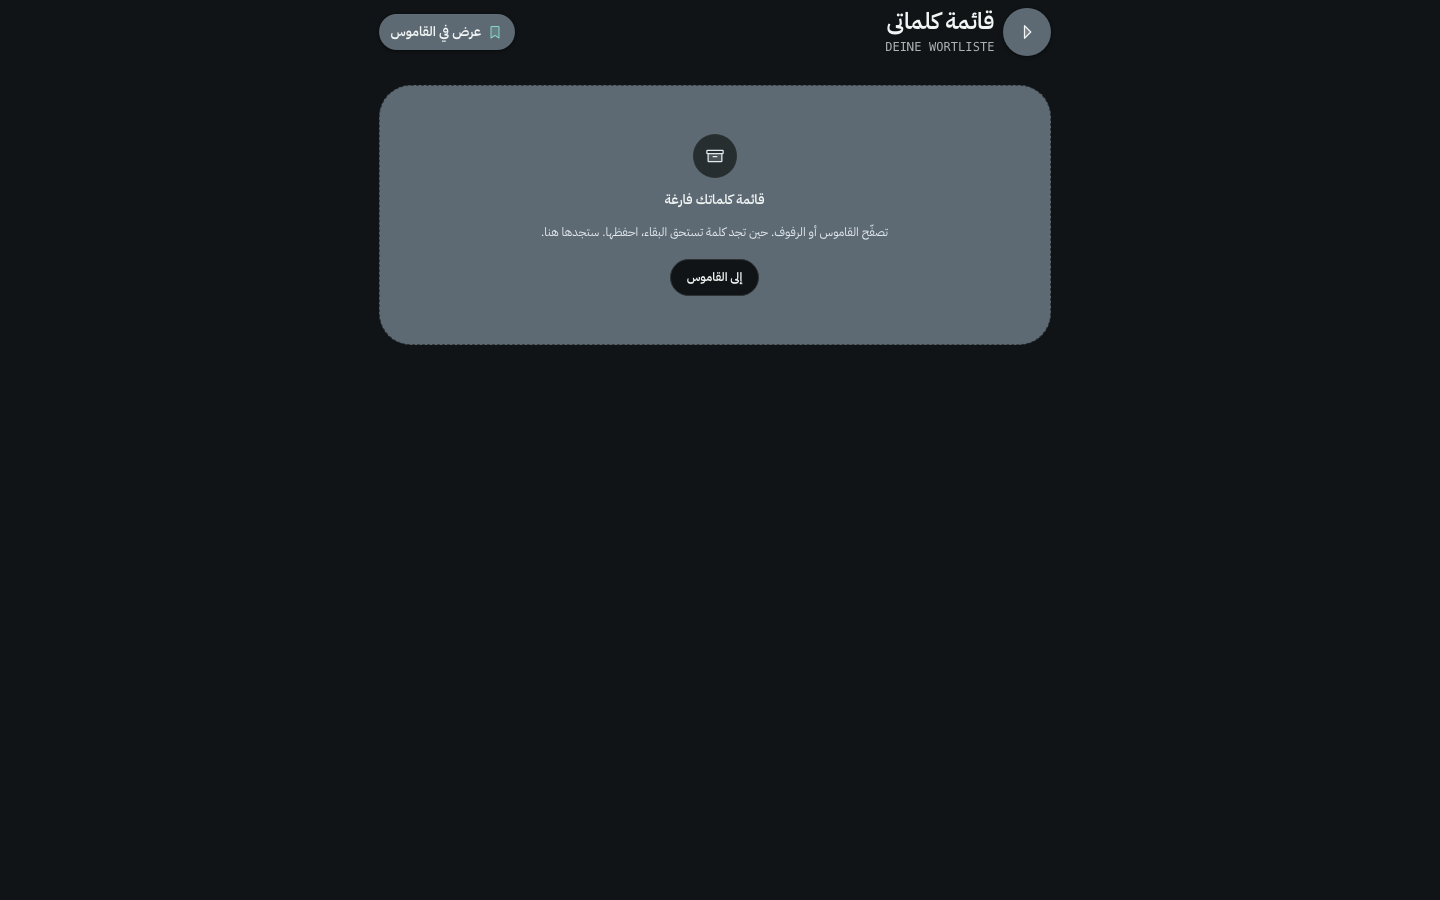 قائمة كلماتي
DEINE WORTLISTE
عرض في القاموس
قائمة كلماتك فارغة
تصفّح القاموس أو الرفوف. حين تجد كلمة تستحق البقاء، احفظها. ستجدها هنا.
إلى القاموس